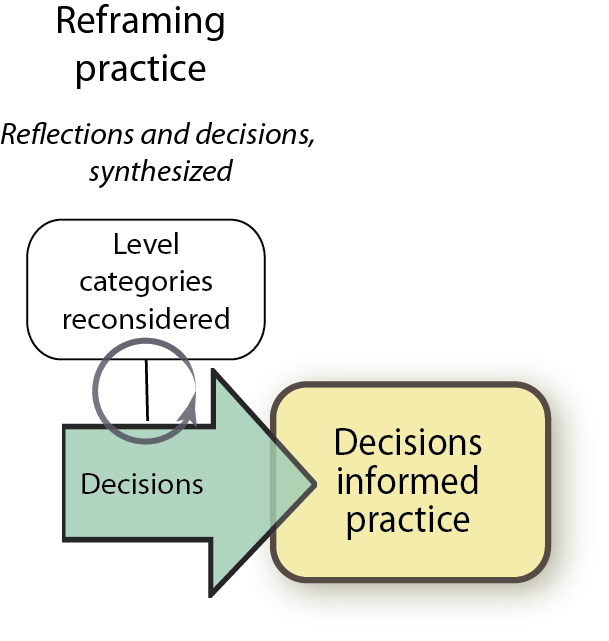 Reframing
practice
Reflections and decisions,
synthesized
Level
categories
reconsidered
Decisions
Decisions
informed
practice